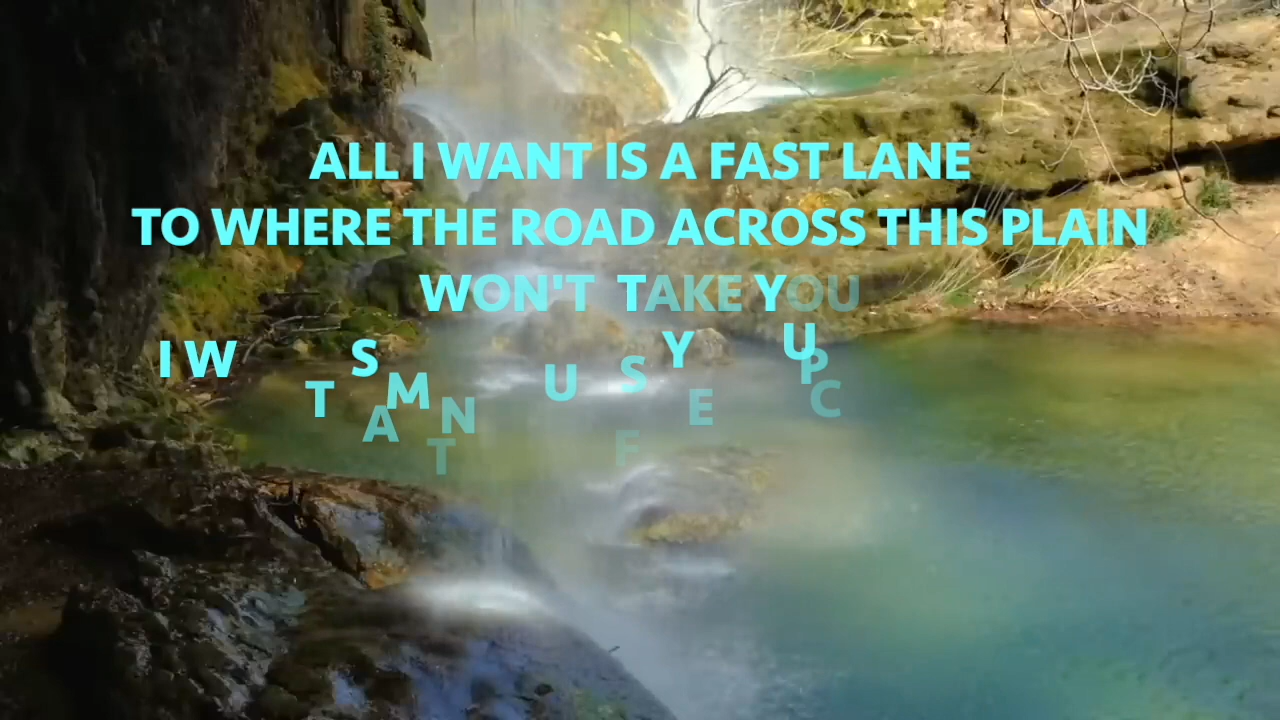 ALL I WANT IS A FAST LANE
TO WHERE THE ROAD ACROSS THIS PLAIN
WON'T TAKE YOU